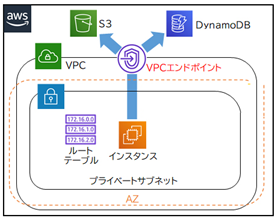 aws
S3
DynamoDB
VPC
VPCエンドポイント
172.16.0.0
172.16.1.0
172.16.2.0
ルート
テーブル
インスタンス
プライベートサブネット
AZ